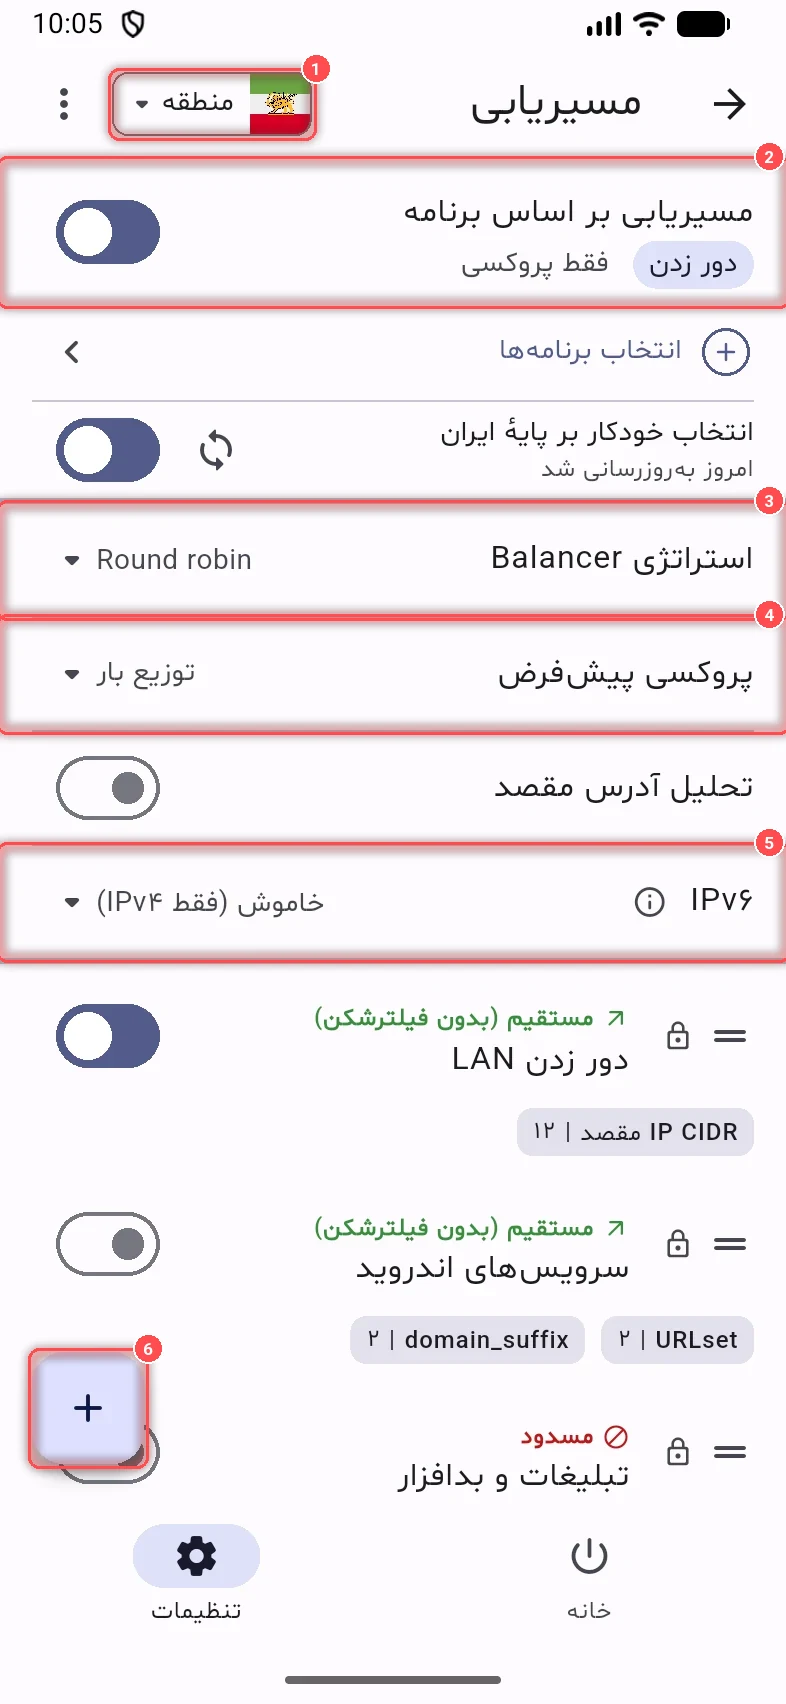 10:05
مسیریابی
منطقه
1
2
مسیریابی بر اساس برنامه
دور زدن
فقط پروکسی
انتخاب برنامه‌ها
انتخاب خودکار بر پایهٔ ایران
امروز به‌روزرسانی شد
3
استراتژی Balancer
Round robin
4
پروکسی پیش‌فرض
توزیع بار
تحلیل آدرس مقصد
5
IPv۶
خاموش (فقط IPv۴)
مستقیم (بدون فیلترشکن)
دور زدن LAN
IP CIDR مقصد | ۱۲
مستقیم (بدون فیلترشکن)
سرویس‌های اندروید
URLset | ۲
domain_suffix | ۲
6
مسدود
تبلیغات و بدافزار
خانه
تنظیمات